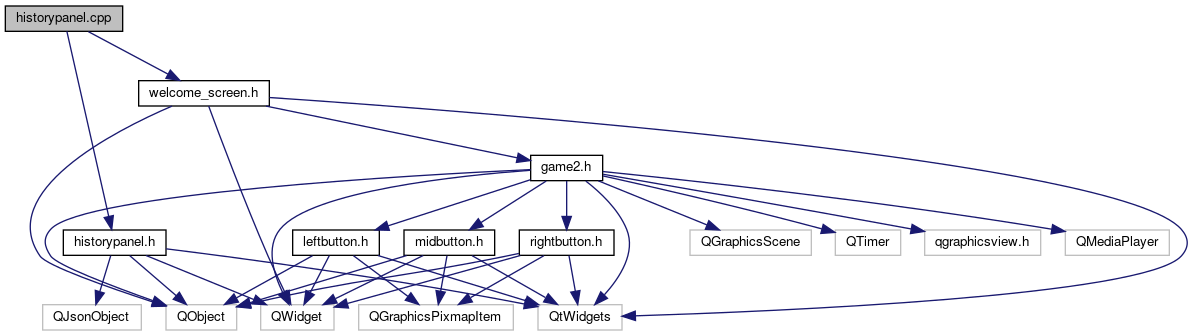 historypanel.cpp
welcome_screen.h
game2.h
historypanel.h
leftbutton.h
midbutton.h
rightbutton.h
QGraphicsScene
QTimer
qgraphicsview.h
QMediaPlayer
QJsonObject
QObject
QWidget
QGraphicsPixmapItem
QtWidgets